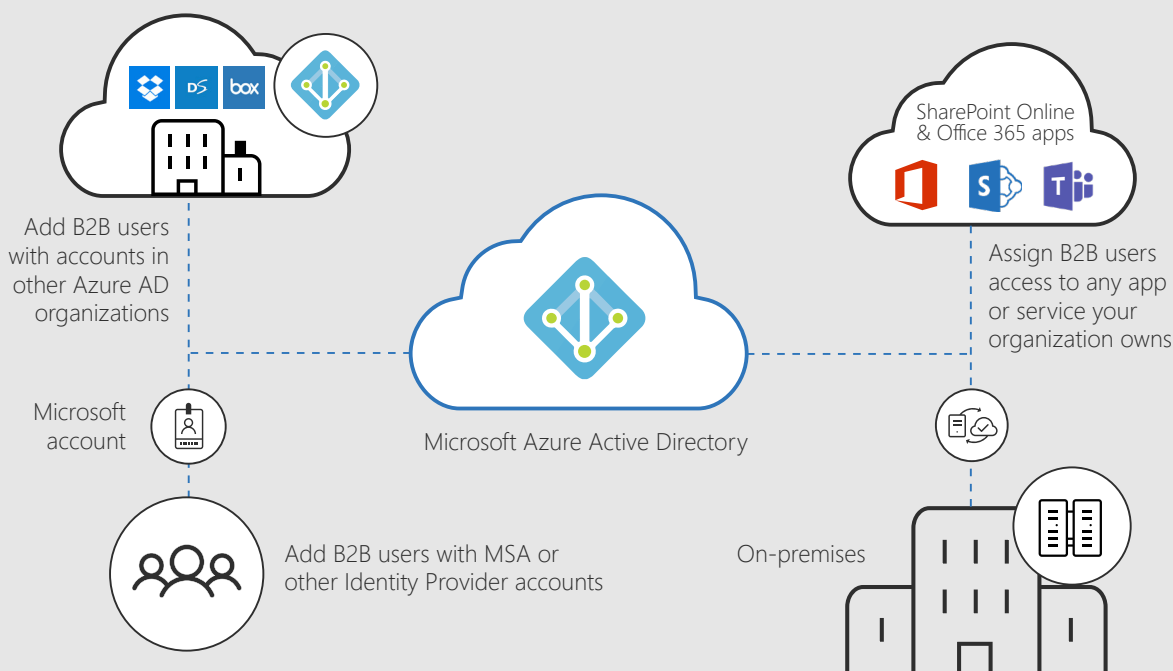 DS
box
SharePoint Online
& Office 365 apps
S
T
Add B2B users
with accounts in
other Azure AD
organizations
Assign B2B users
access to any app
or service your
organization owns
Microsoft
account
Microsoft Azure Active Directory
Add B2B users with MSA or
other Identity Provider accounts
On-premises